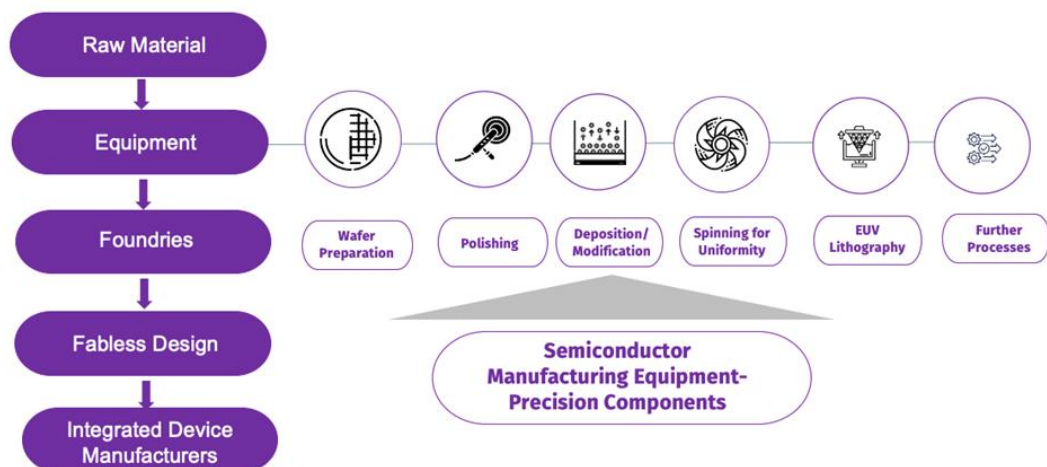 Raw Material
Equipment
Foundries
Fabless Design
Integrated Device
Manufacturers
Wafer
Preparation
Polishing
Deposition/
Modification
Spinning for
Uniformity
EUV
Lithography
Further
Processes
Semiconductor
Manufacturing Equipment-
Precision Components